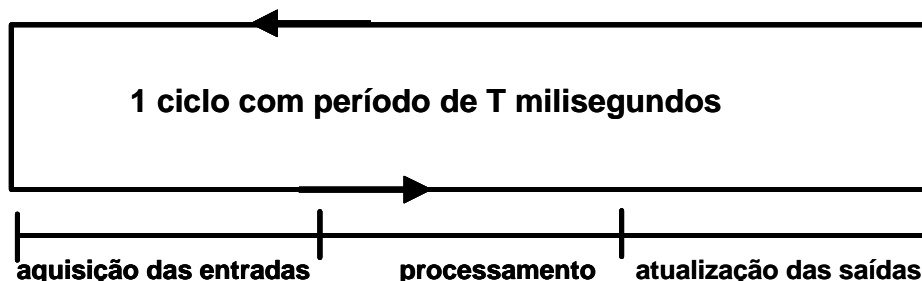 1 ciclo com período de T milisegundos
aquisição das entradas processamento atualização das saídas